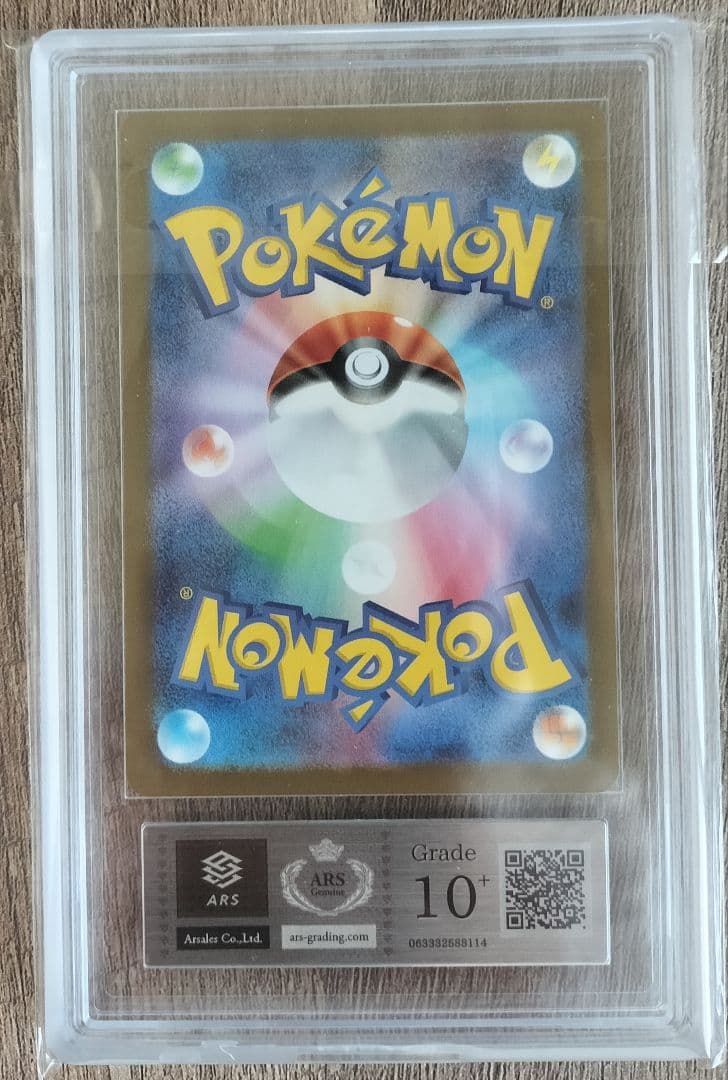 POKÉMON
®
®
POKÉMON
ARS
Arsales Co.,Ltd.
ARS
Genuine
ars-grading.com
Grade
10+
063332588114